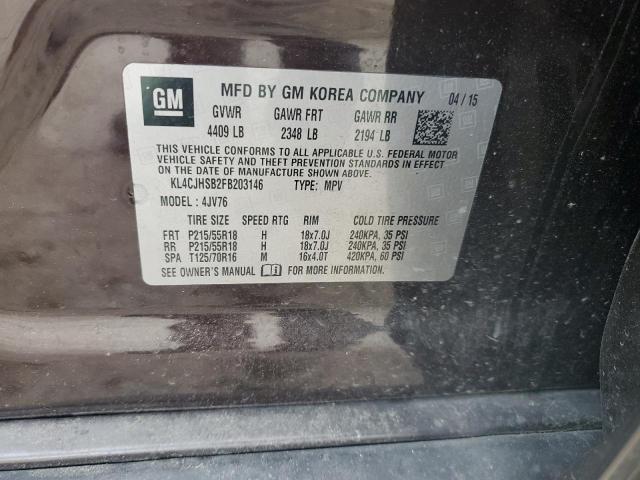 GM
MFD BY GM KOREA COMPANY 04 / 15
GVWR GAWR FRT GAWR RR
4409 LB 2348 LB 2194 LB
THIS VEHICLE CONFORMS TO ALL APPLICABLE U.S. FEDERAL MOTOR
VEHICLE SAFETY AND THEFT PREVENTION STANDARDS IN EFFECT
ON THE DATE OF MANUFACTURE SHOWN ABOVE.
KL4CJHSB2FB203146 TYPE: MPV
MODEL : 4JV76
TIRE SIZE SPEED RTG RIM COLD TIRE PRESSURE
FRT P215/55R18 H 18x7.0J 240KPA, 35 PSI
RR P215/55R18 H 18x7.0J 240KPA, 35 PSI
SPA T125/70R16 M 16x4.0T 420KPA, 60 PSI
SEE OWNER'S MANUAL FOR MORE INFORMATION.